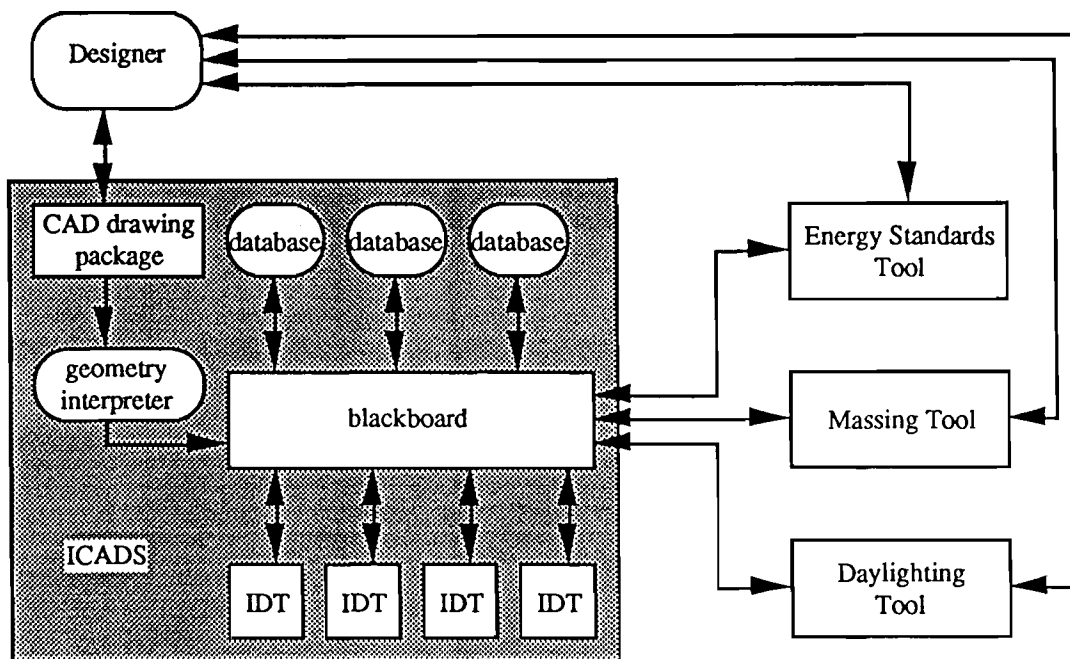 Designer
CAD drawing
package
database
database
database
Energy Standards
Tool
geometry
interpreter
blackboard
Massing Tool
ICADS
IDT
IDT
IDT
IDT
Daylighting
Tool